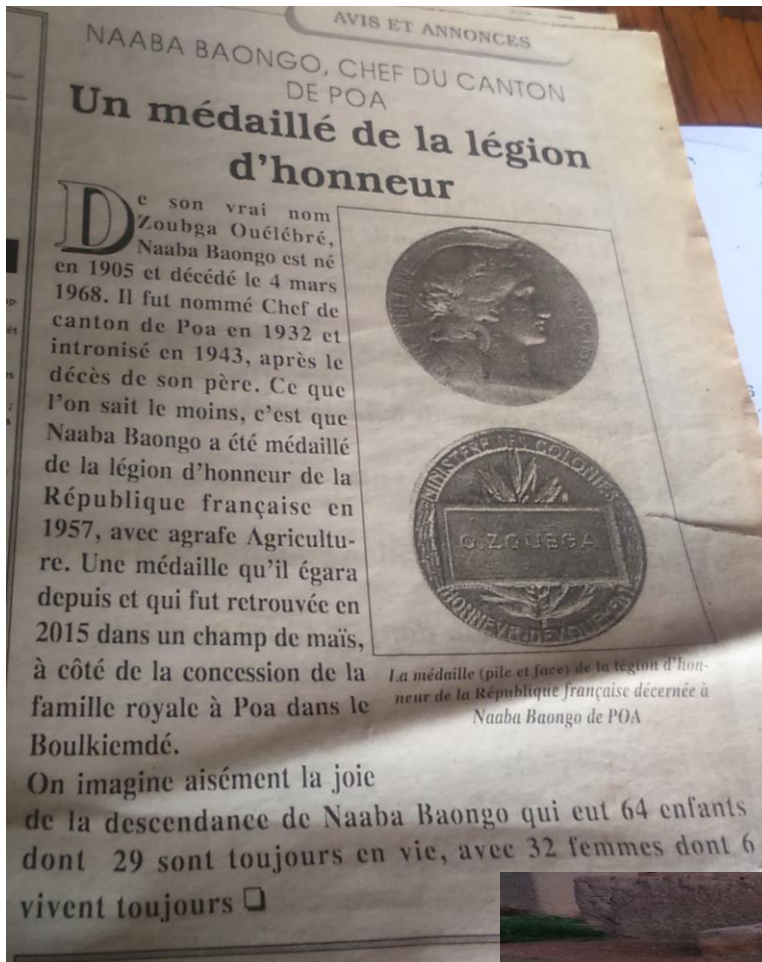 AVIS ET ANNONCES
NAABA BAONGO, CHEF DU CANTON
DE POA
Un médaillé de la légion
d'honneur
De son vrai nom
Zoubga Ouélébré,
Naaba Baongo est né
en 1905 et décédé le 4 mars
1968. Il fut nommé Chef de
canton de Poa en 1932 et
intronisé en 1943, après le
décès de son père. Ce que
l'on sait le moins, c'est que
Naaba Baongo a été médaillé
de la légion d'honneur de la
République française en
1957, avec agrafe Agricultu-
re. Une médaille qu'il égara
depuis et qui fut retrouvée en
2015 dans un champ de maïs,
à côté de la concession de la
famille royale à Poa dans le
Boulkiemdé.
On imagine aisément la joie
de la descendance de Naaba Baongo qui eut 64 enfants
dont 29 sont toujours en vie, avec 32 femmes dont 6
vivent toujours
MINISTERE DES COLONIES
O.ZOUBGA
HONNEUR-DEVOUEMENT
La médaille (pile et face) de la légion d'hon-
neur de la République française décernée à
Naaba Baongo de POA